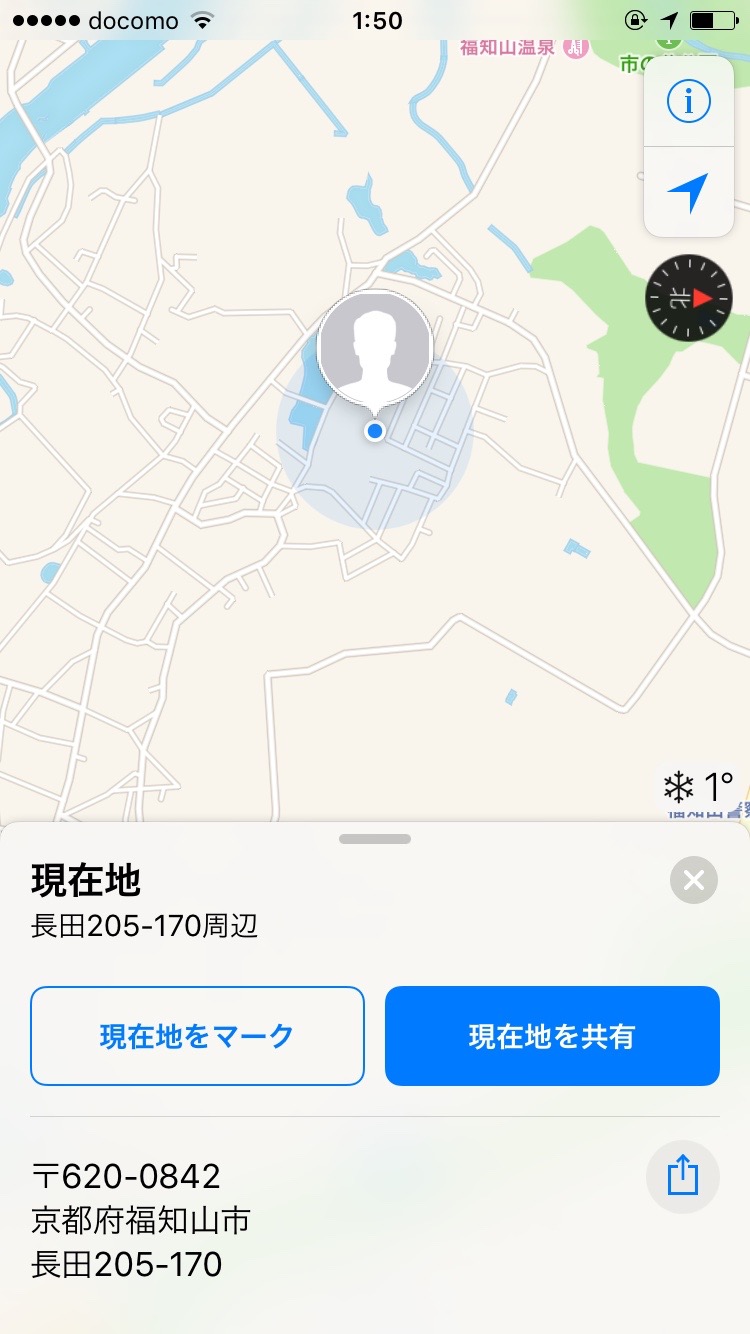 docomo
1:50
福知山温泉
市の
北
1°
現在地
長田205-170周辺
現在地をマーク
現在地を共有
〒620-0842
京都府福知山市
長田205-170